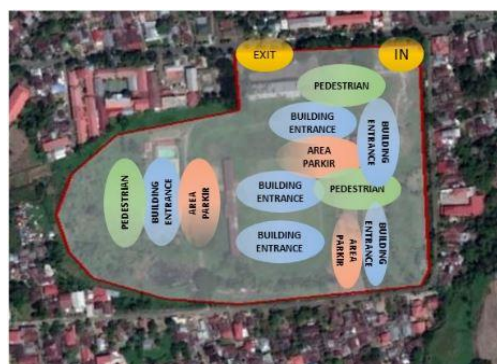 EXIT
IN
PEDESTRIAN
BUILDING
ENTRANCE
BUILDING
ENTRANCE
AREA
PARKIR
PEDESTRIAN
BUILDING
ENTRANCE
AREA
PARKIR
BUILDING
ENTRANCE
PEDESTRIAN
BUILDING
ENTRANCE
AREA
PARKIR
BUILDING
ENTRANCE